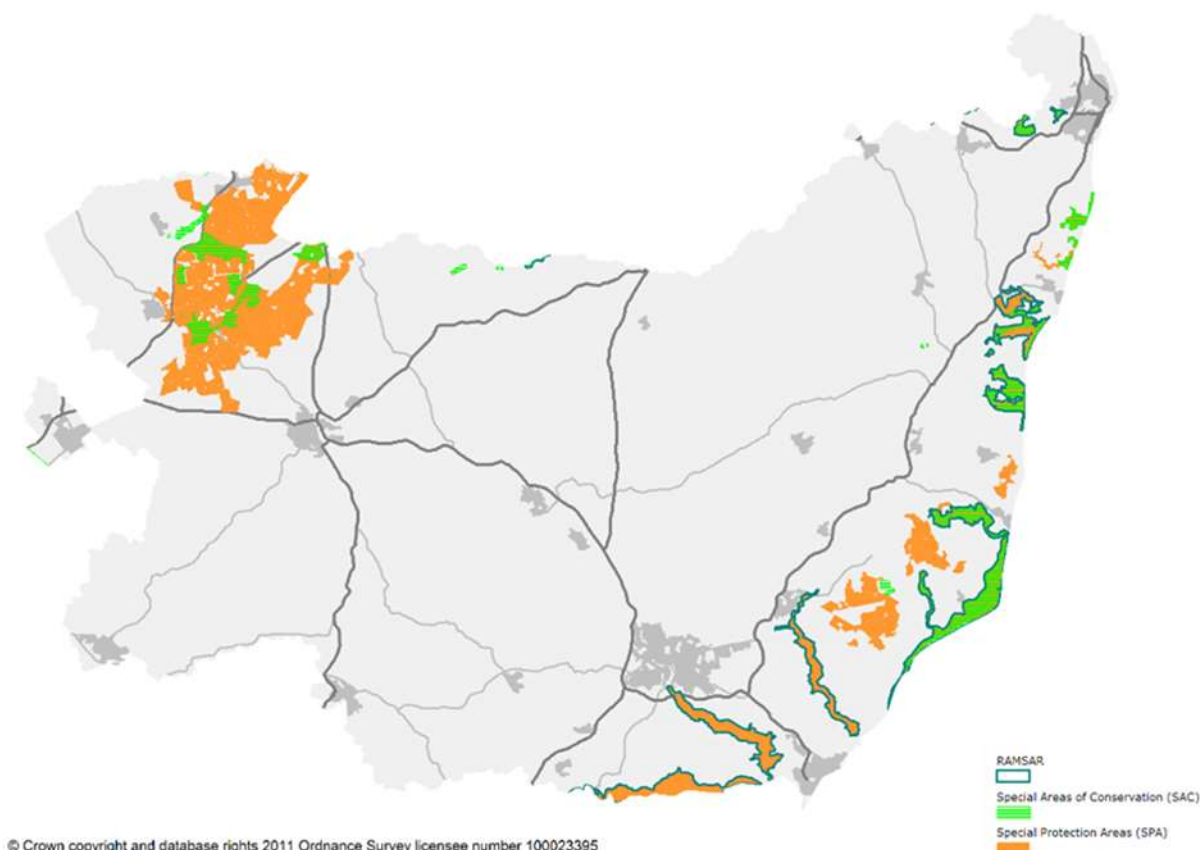 RAMSAR
Special Areas of Conservation (SAC)
Special Protection Areas (SPA)
© Crown copyright and database rights 2011 Ordnance Survey licensee number 100023395